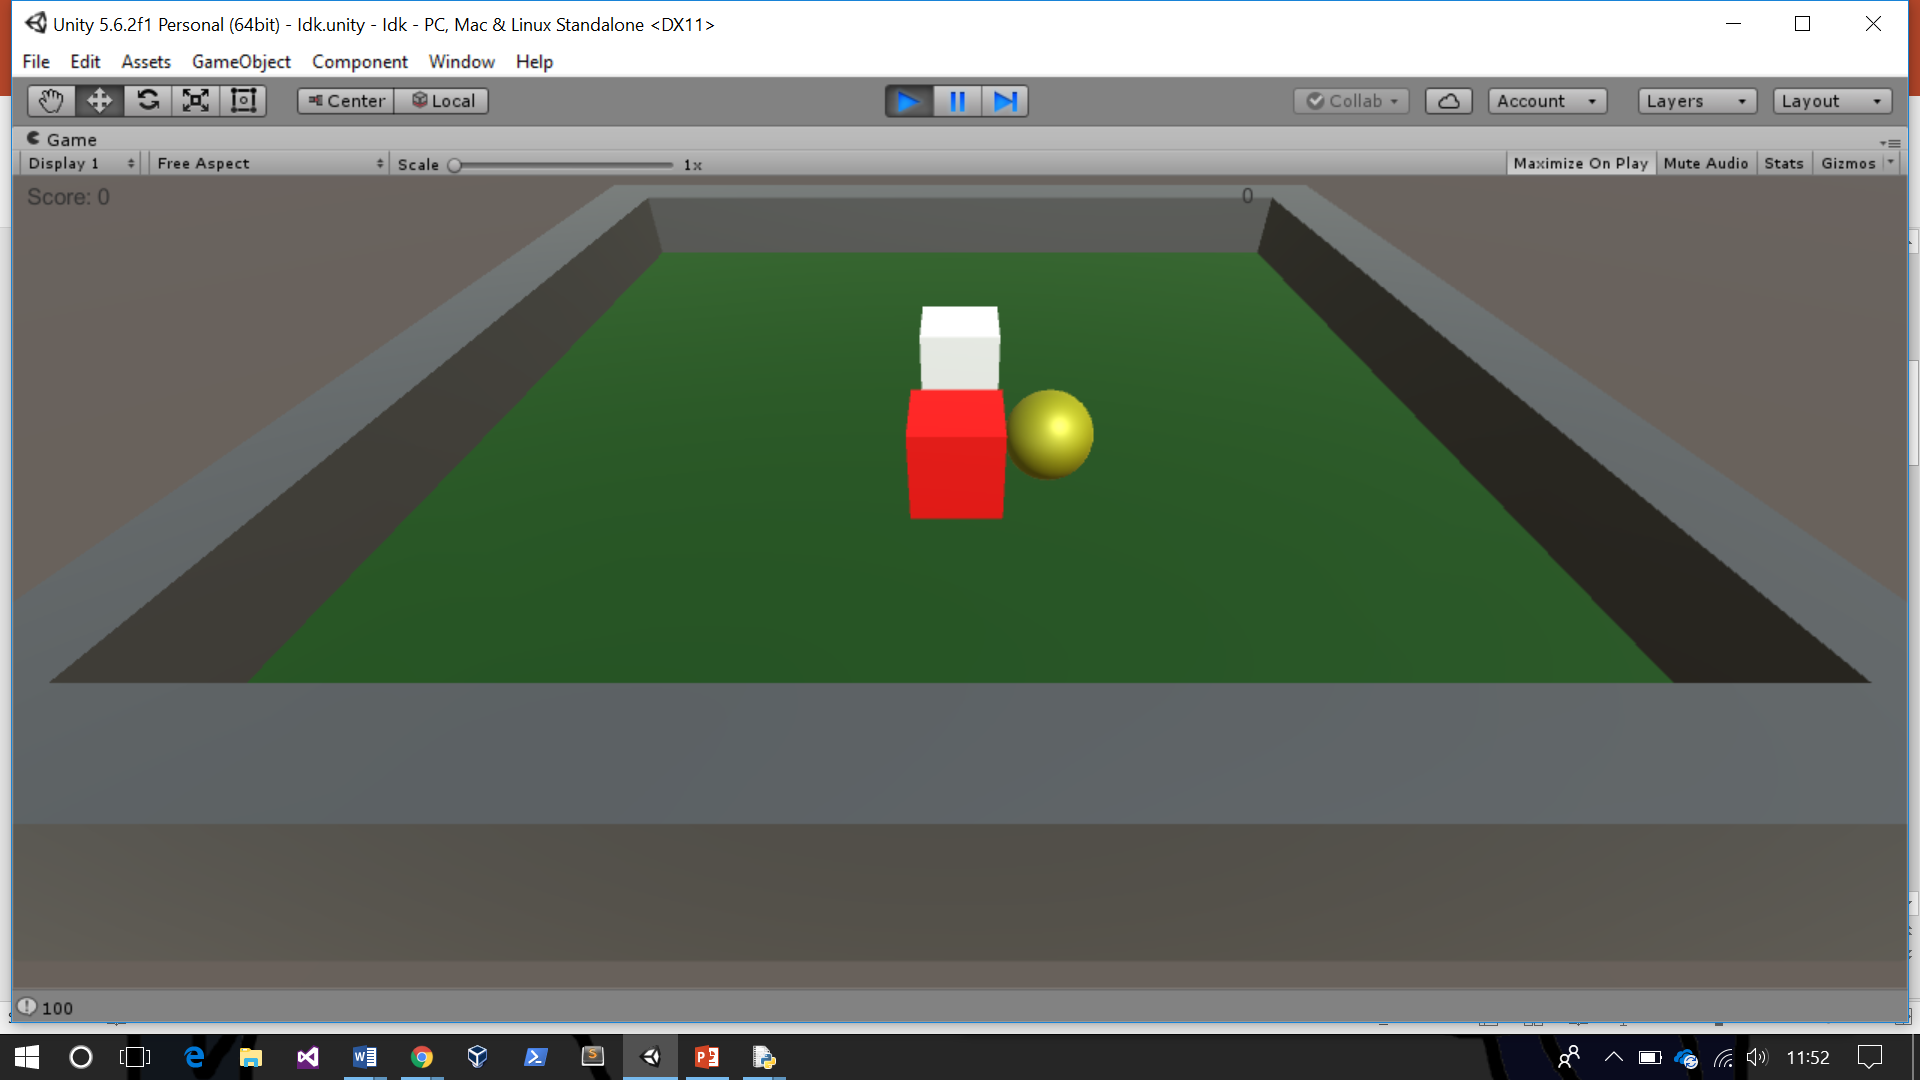 Unity 5.6.2f1 Personal (64bit) - Idk.unity - Idk - PC, Mac & Linux Standalone <DX11>
File Edit Assets GameObject Component Window Help
Center Local Collab Account Layers Layout
Game
Display 1 Free Aspect Scale 1x Maximize On Play Mute Audio Stats Gizmos
Score: 0 0
100
11:52